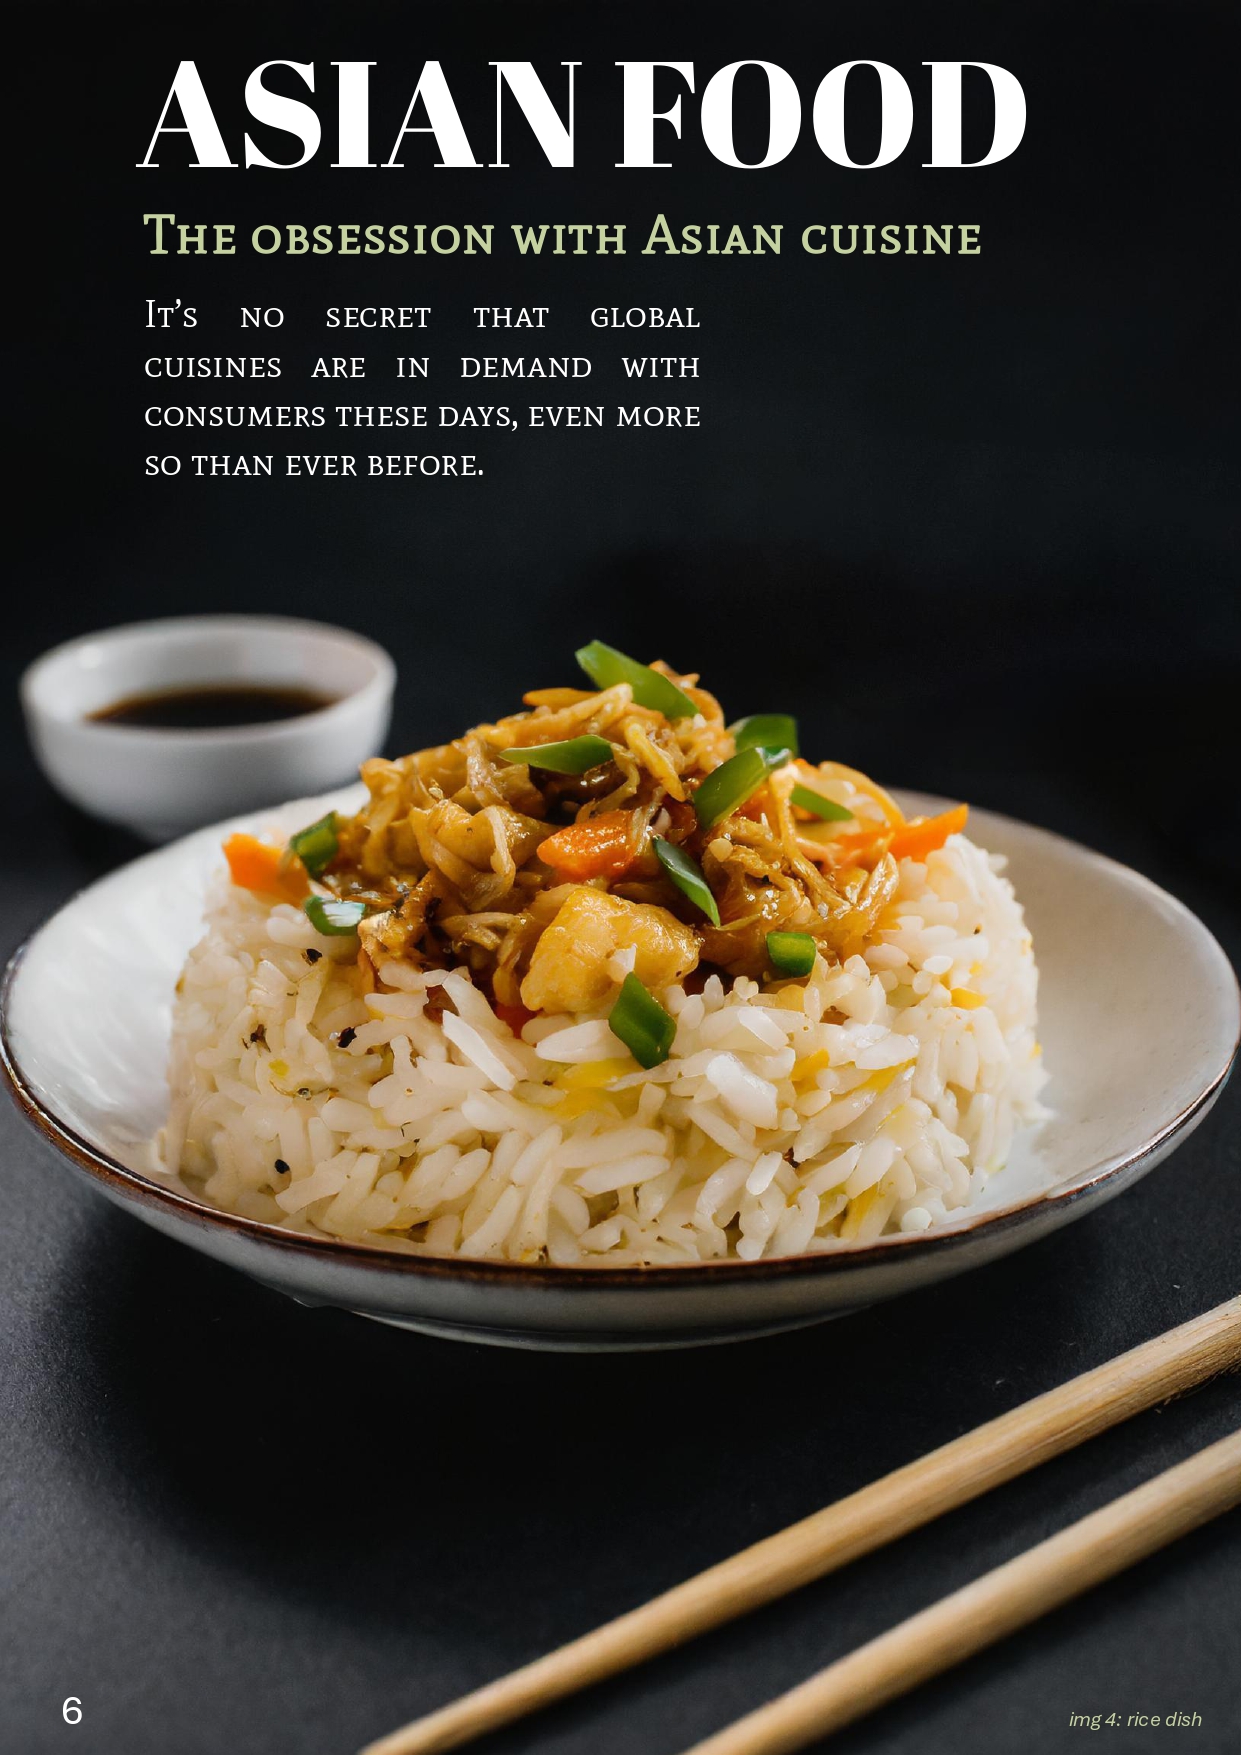 ASIAN FOOD
The obsession with Asian cuisine
It’s no secret that global
cuisines are in demand with
consumers these days, even more
so than ever before.
6
img 4: rice dish